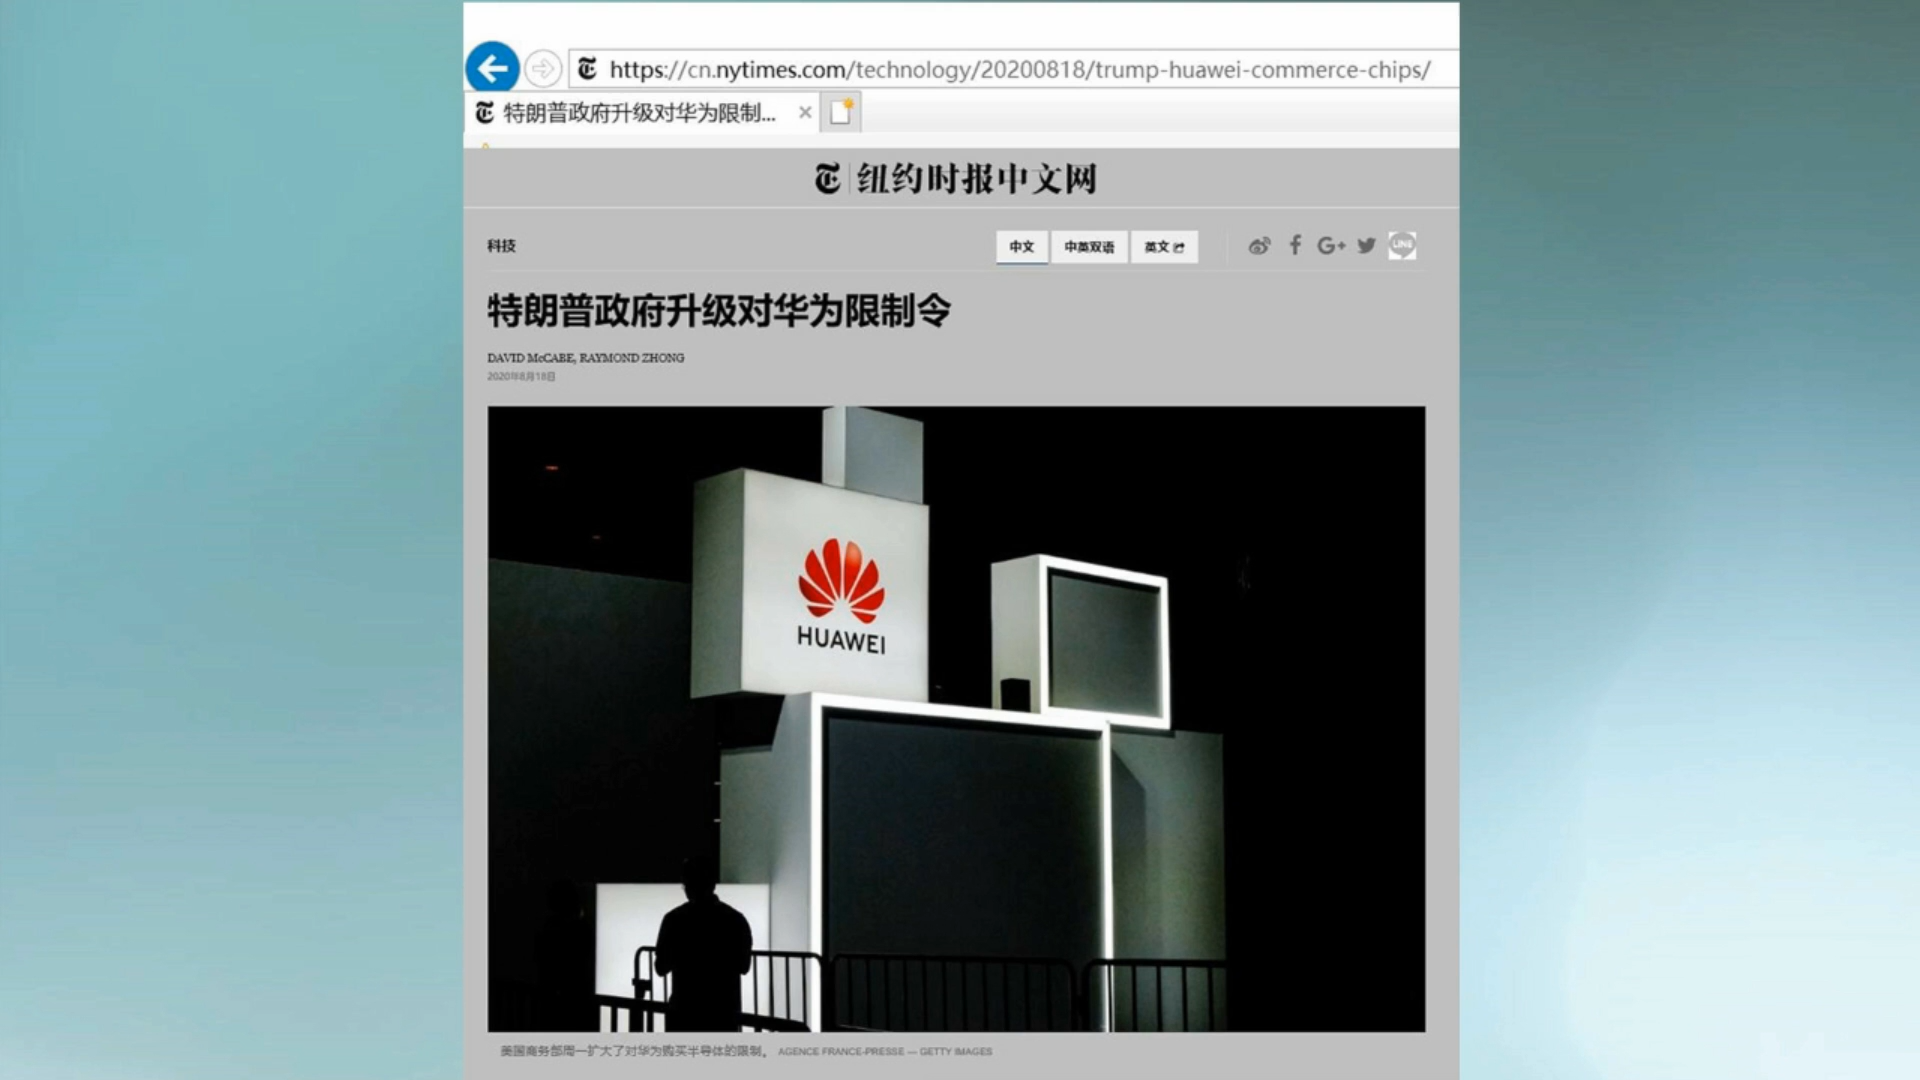 https://cn.nytimes.com/technology/20200818/trump-huawei-commerce-chips/
特朗普政府升级对华为限制...
纽约时报中文网
科技
中文 中英双语 英文
G+ LINE
特朗普政府升级对华为限制令
DAVID McCABE, RAYMOND ZHONG
2020年8月18日
HUAWEI
美国商务部周一扩大了对华为购买半导体的限制。 AGENCE FRANCE-PRESSE — GETTY IMAGES